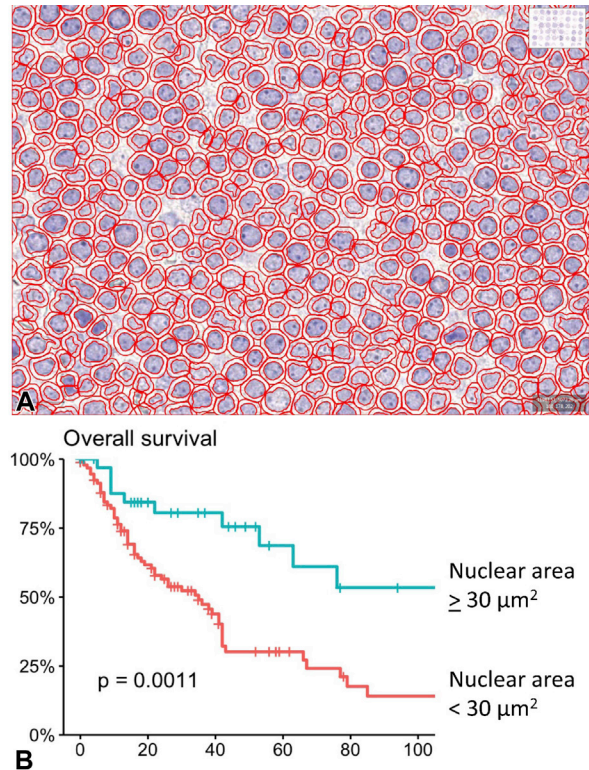 A
Overall survival
100%
75%
50%
25%
0%
p = 0.0011
Nuclear area
≥ 30 µm²
Nuclear area
< 30 µm²
0 20 40 60 80 100
B